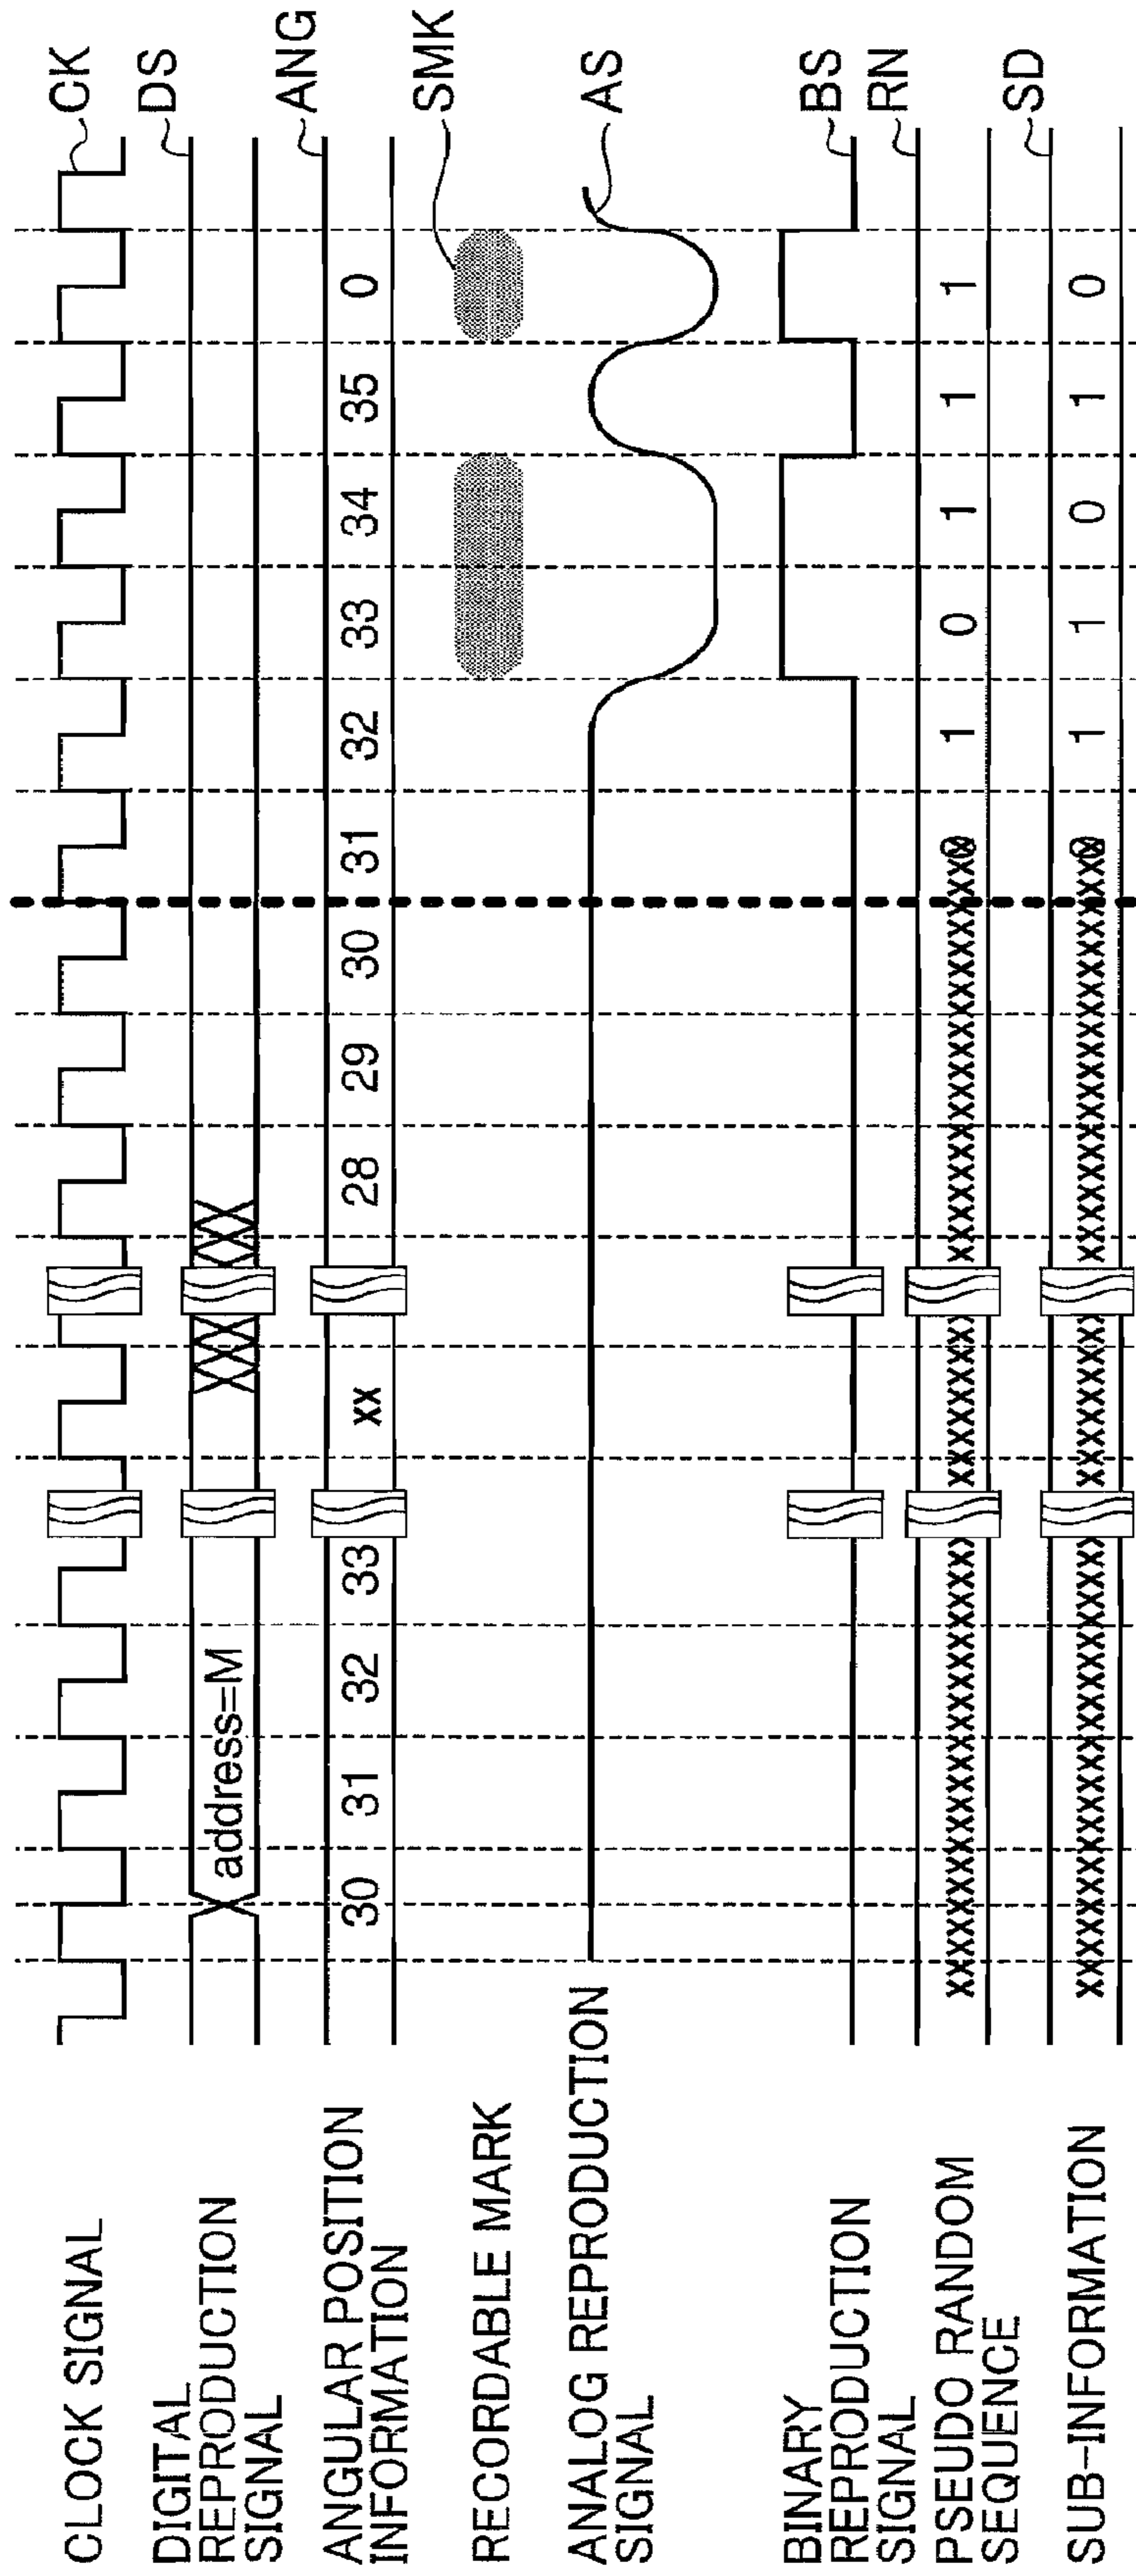 CLOCK SIGNAL
CK
DIGITAL
REPRODUCTION
SIGNAL
address=M
DS
ANGULAR POSITION
INFORMATION
30 31 32 33 xx 28 29 30 31 32 33 34 35 0
ANG
RECORDABLE MARK
SMK
ANALOG REPRODUCTION
SIGNAL
AS
BINARY
REPRODUCTION
SIGNAL
BS
PSEUDO RANDOM
SEQUENCE
1 0 1 1 1
RN
SUB-INFORMATION
1 1 0 1 0
SD